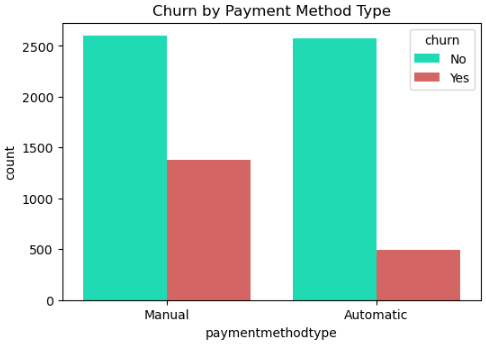 Churn by Payment Method Type
churn
No
Yes
count
2500
2000
1500
1000
500
0
Manual
Automatic
paymentmethodtype